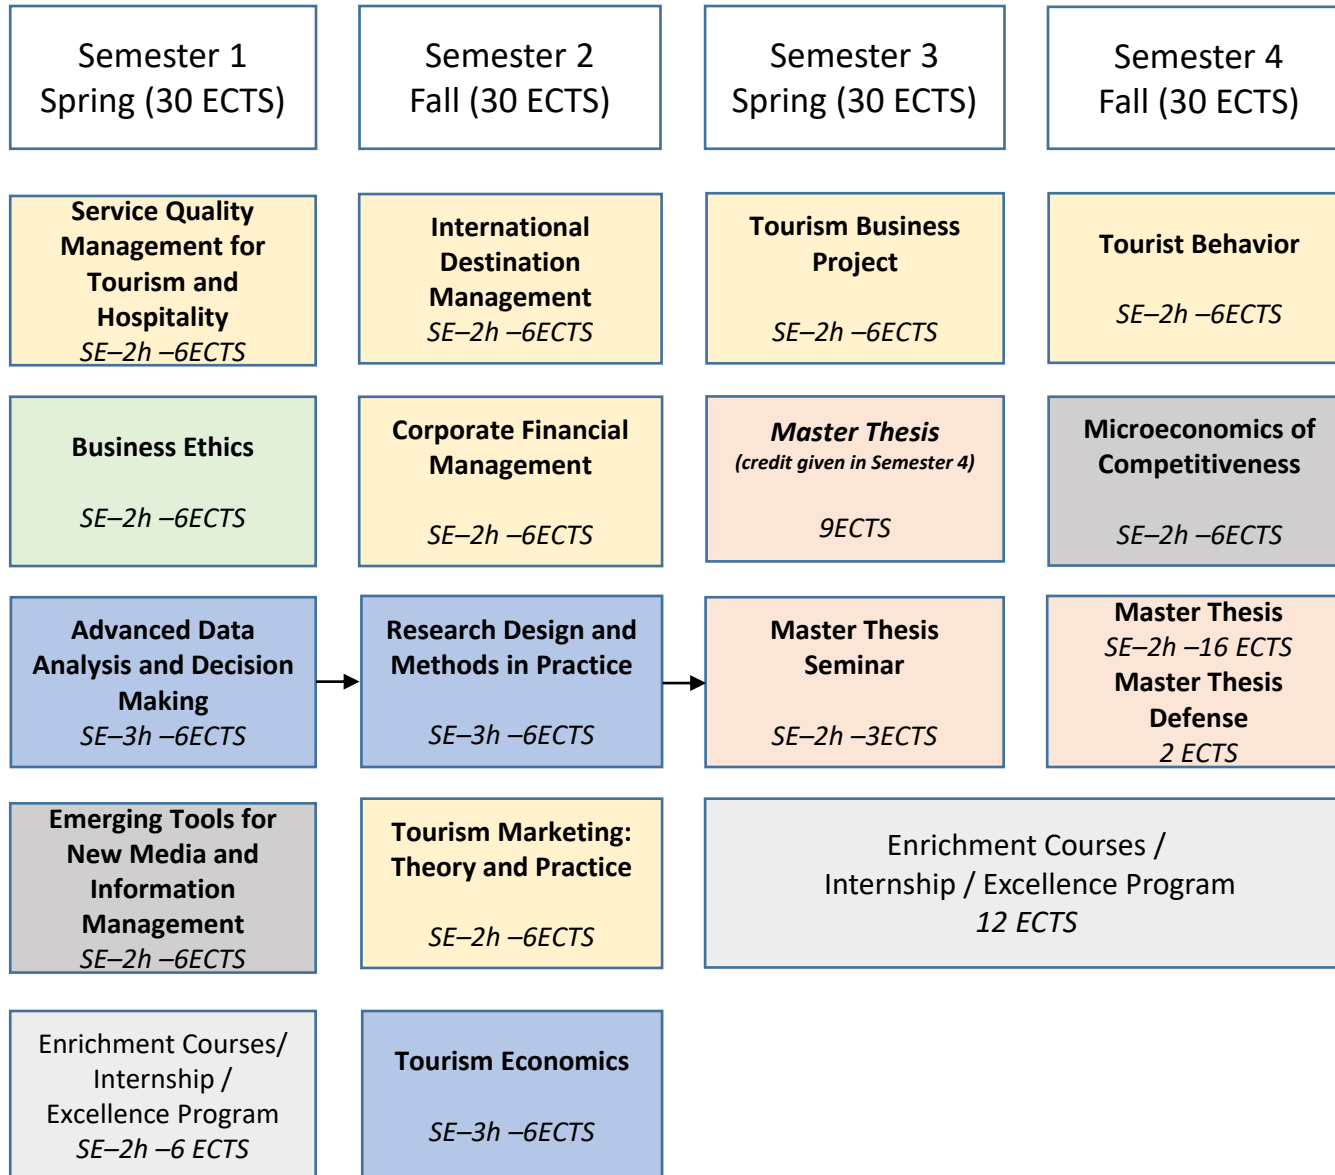 Semester 1
Spring (30 ECTS)
Semester 2
Fall (30 ECTS)
Semester 3
Spring (30 ECTS)
Semester 4
Fall (30 ECTS)
Service Quality
Management for
Tourism and
Hospitality
SE–2h –6ECTS
International
Destination
Management
SE–2h –6ECTS
Tourism Business
Project
SE–2h –6ECTS
Tourist Behavior
SE–2h –6ECTS
Business Ethics
SE–2h –6ECTS
Corporate Financial
Management
SE–2h –6ECTS
Master Thesis
(credit given in Semester 4)
9ECTS
Microeconomics of
Competitiveness
SE–2h –6ECTS
Advanced Data
Analysis and Decision
Making
SE–3h –6ECTS
Research Design and
Methods in Practice
SE–3h –6ECTS
Master Thesis
Seminar
SE–2h –3ECTS
Master Thesis
SE–2h –16 ECTS
Master Thesis
Defense
2 ECTS
Emerging Tools for
New Media and
Information
Management
SE–2h –6ECTS
Tourism Marketing:
Theory and Practice
SE–2h –6ECTS
Enrichment Courses /
Internship / Excellence Program
12 ECTS
Enrichment Courses/
Internship /
Excellence Program
SE–2h –6 ECTS
Tourism Economics
SE–3h –6ECTS